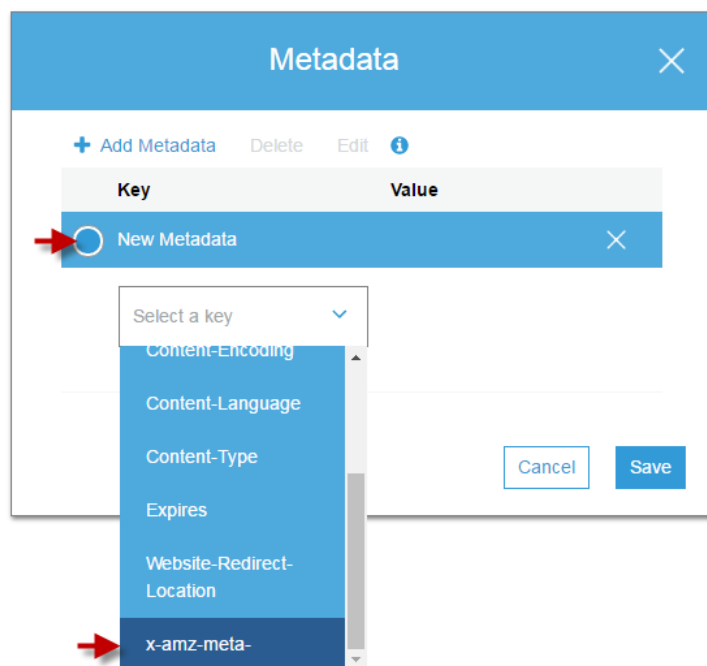 Metadata
Add Metadata Delete Edit
Key Value
New Metadata
Select a key
Content-Encoding
Content-Language
Content-Type
Expires
Website-Redirect-
Location
x-amz-meta-
Cancel Save